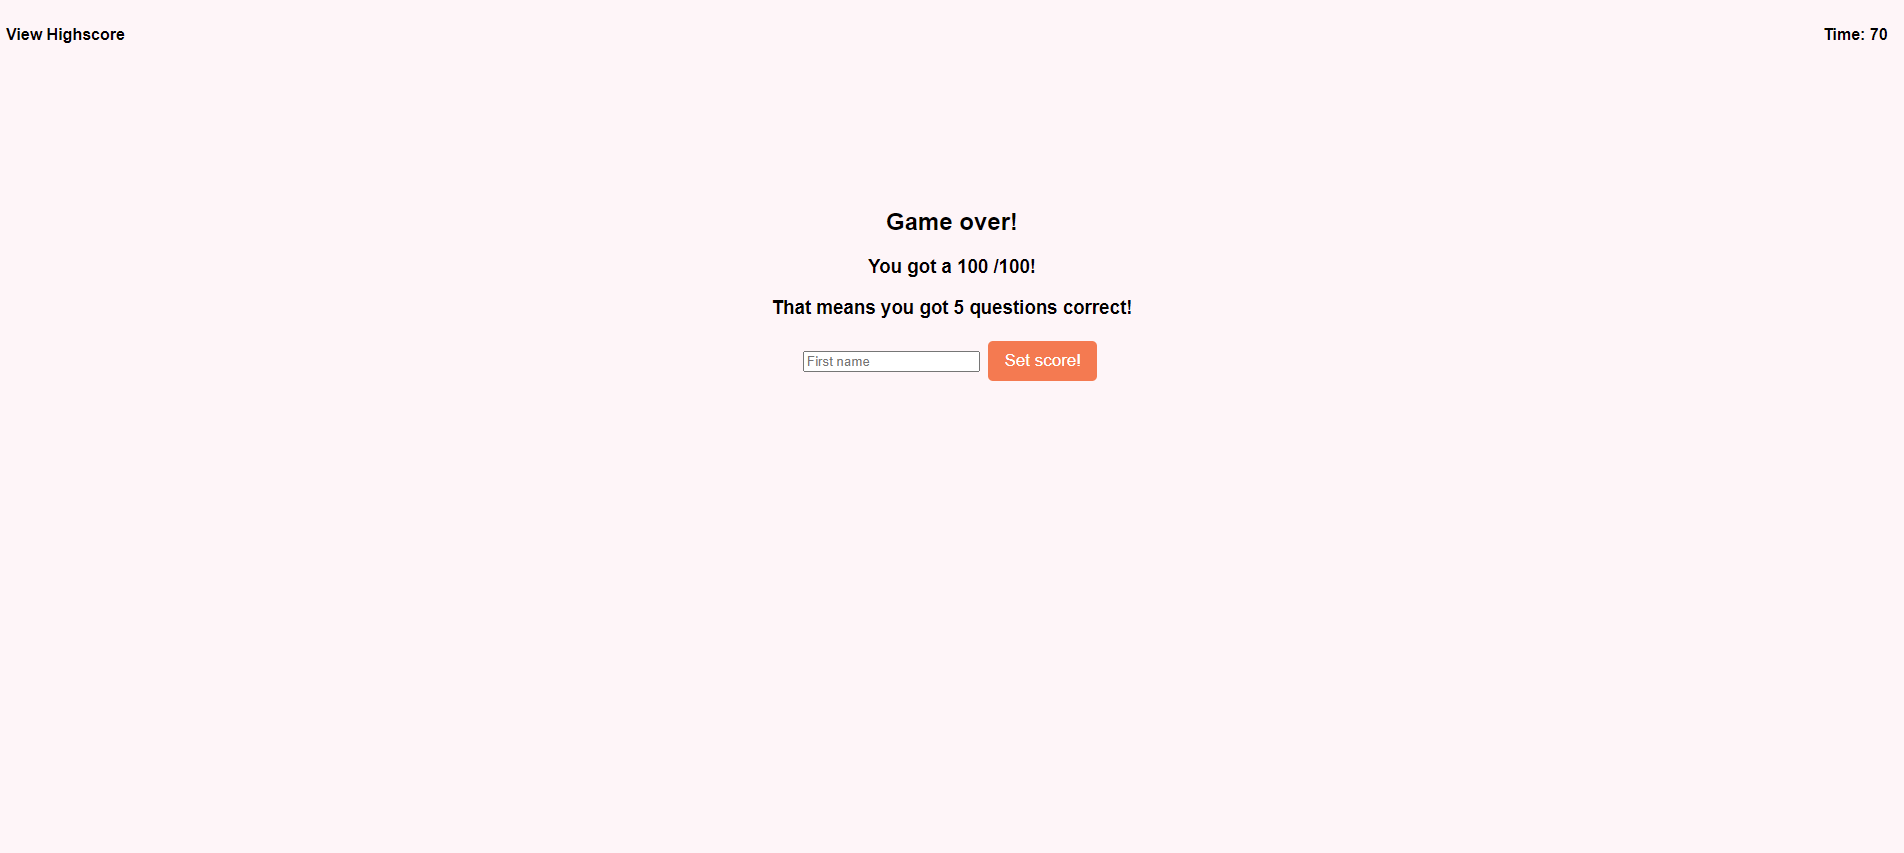 View Highscore
Time: 70
Game over!
You got a 100 /100!
That means you got 5 questions correct!
First name
Set score!